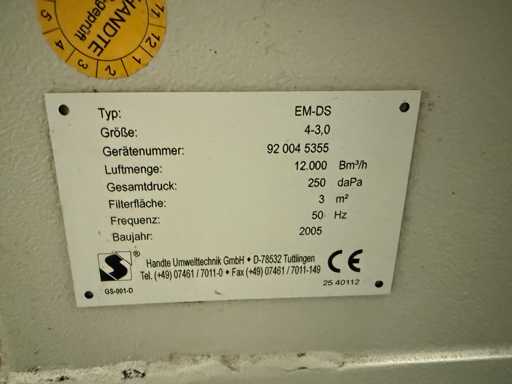 HANDTE
geprüft
5 4 3 2 1 12 11
Typ: EM-DS
Größe: 4-3,0
Gerätenummer: 92 004 5355
Luftmenge: 12.000 Bm³/h
Gesamtdruck: 250 daPa
Filterfläche: 3 m²
Frequenz: 50 Hz
Baujahr: 2005
Handte Umwelttechnik GmbH • D-78532 Tuttlingen
Tel. (+49) 07461 / 7011-0 • Fax (+49) 07461 / 7011-149
GS-001-D
CE
25 40112